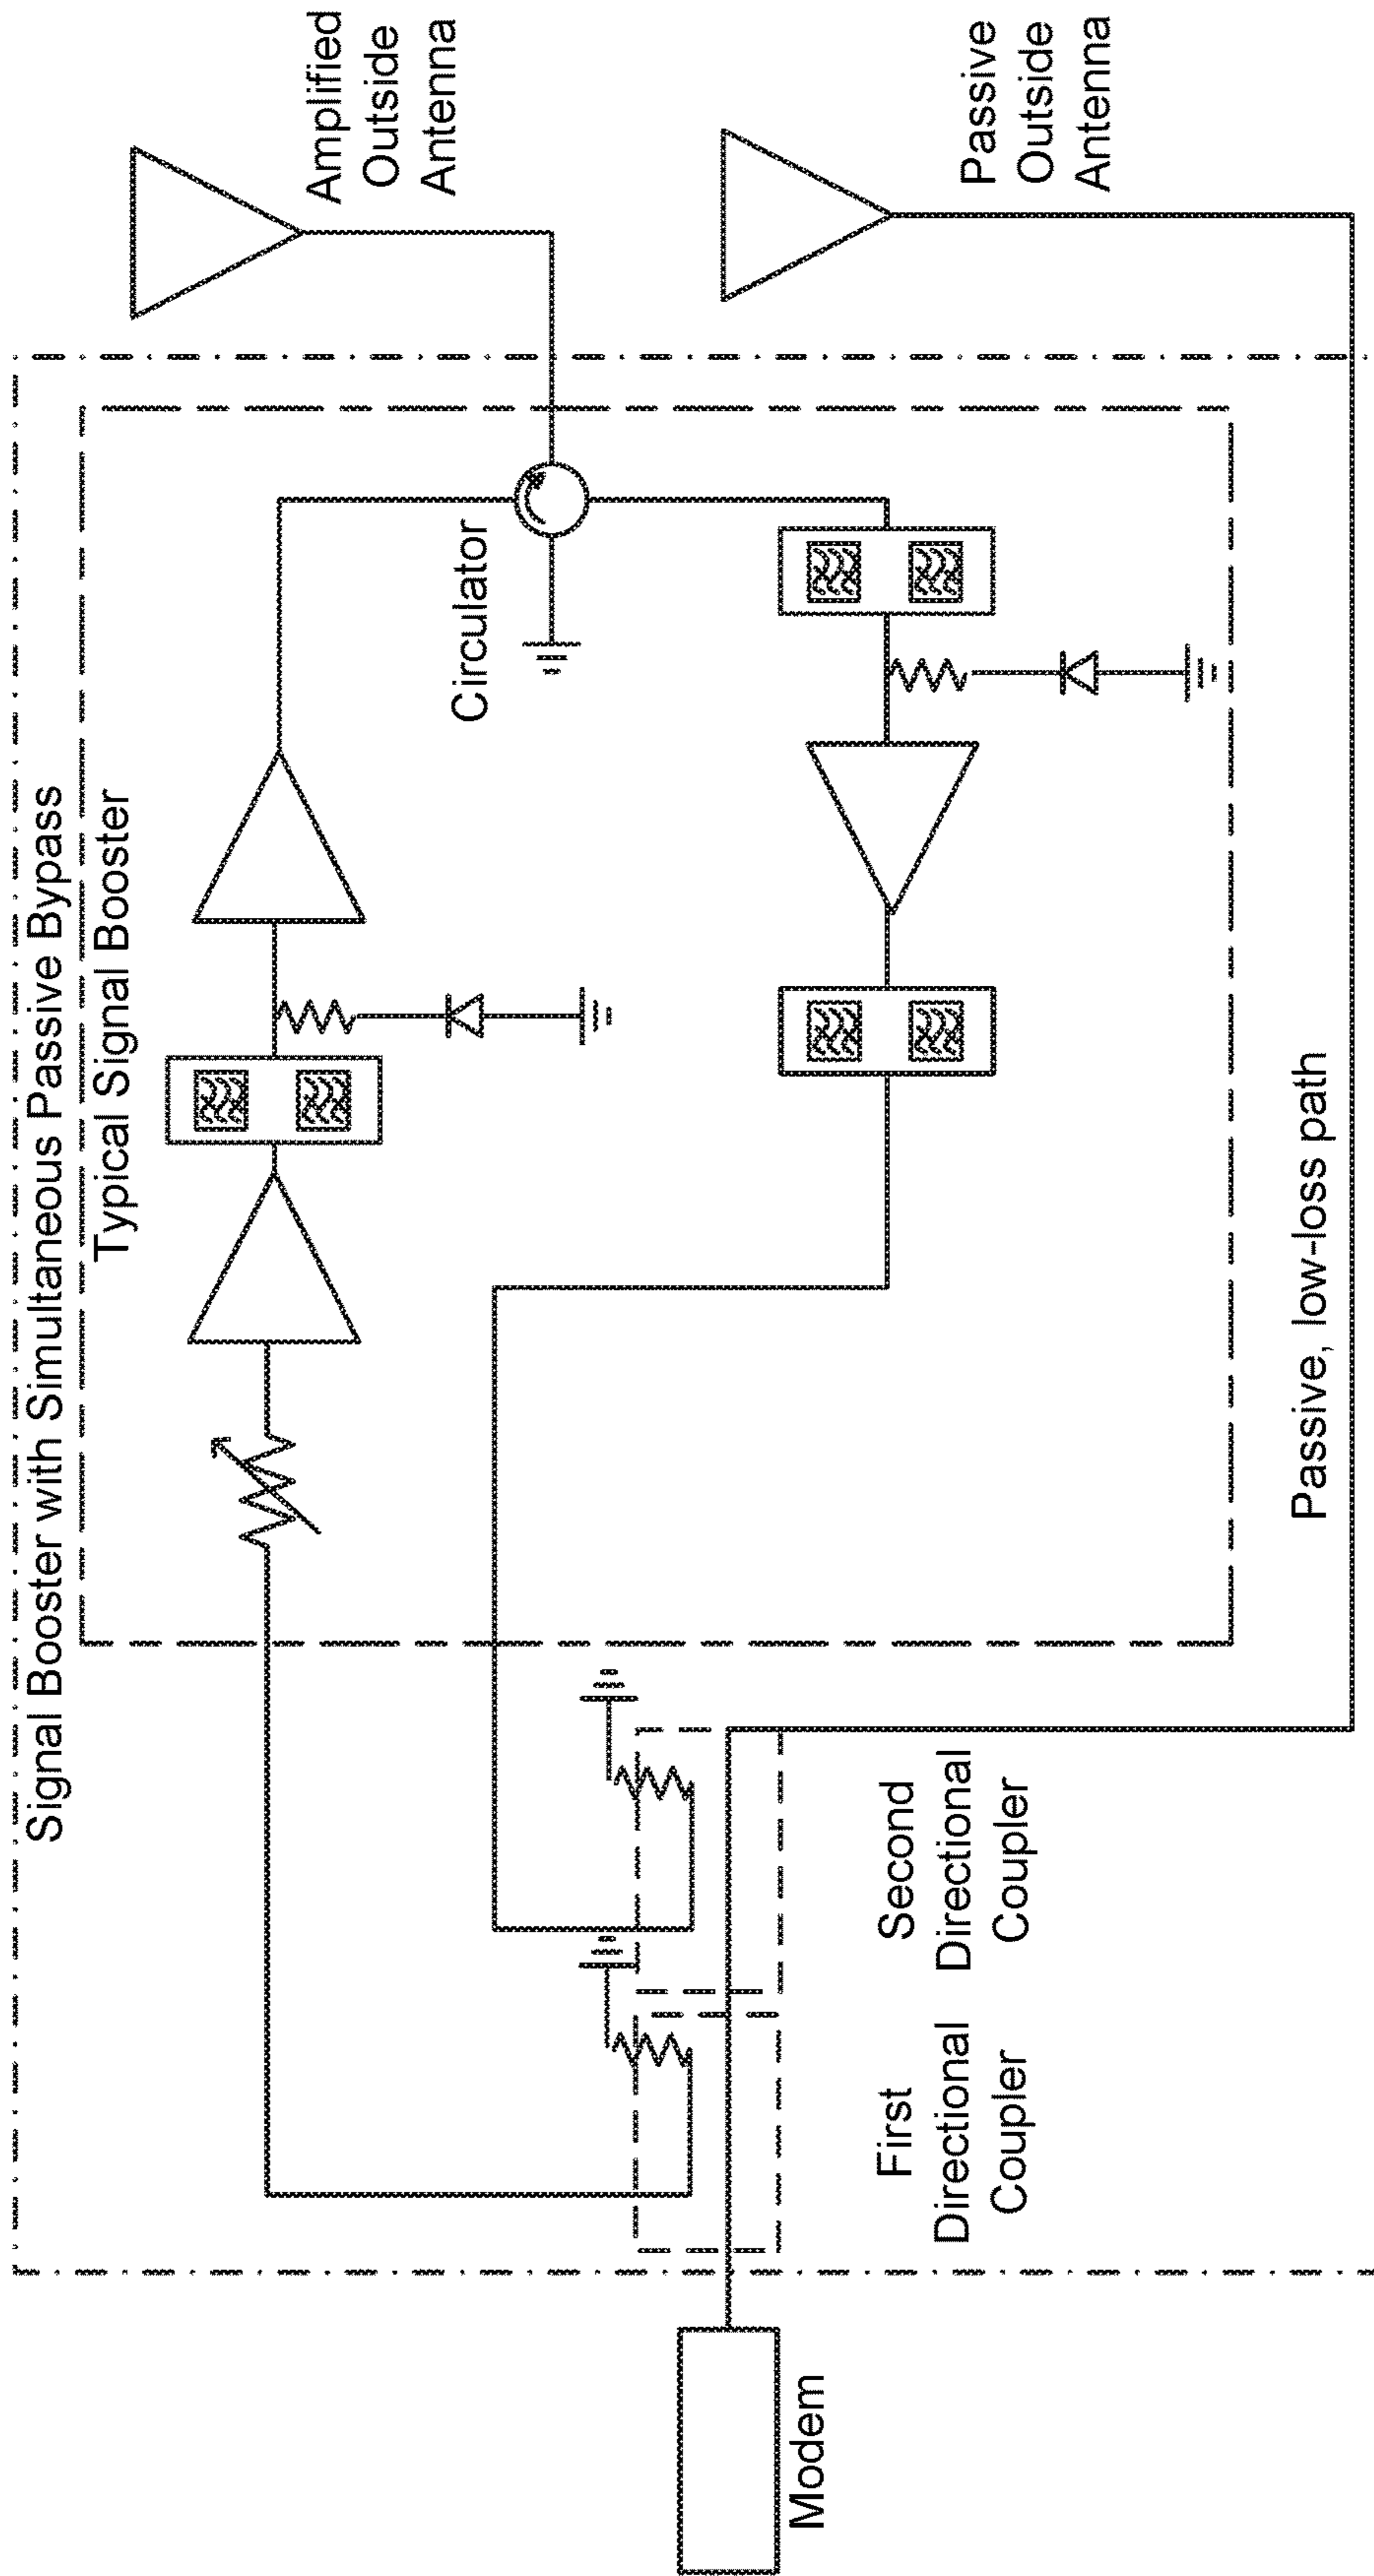 Signal Booster with Simultaneous Passive Bypass
Typical Signal Booster
Amplified
Outside
Antenna
Circulator
Passive
Outside
Antenna
First
Directional
Coupler
Second
Directional
Coupler
Modem
Passive, low-loss path